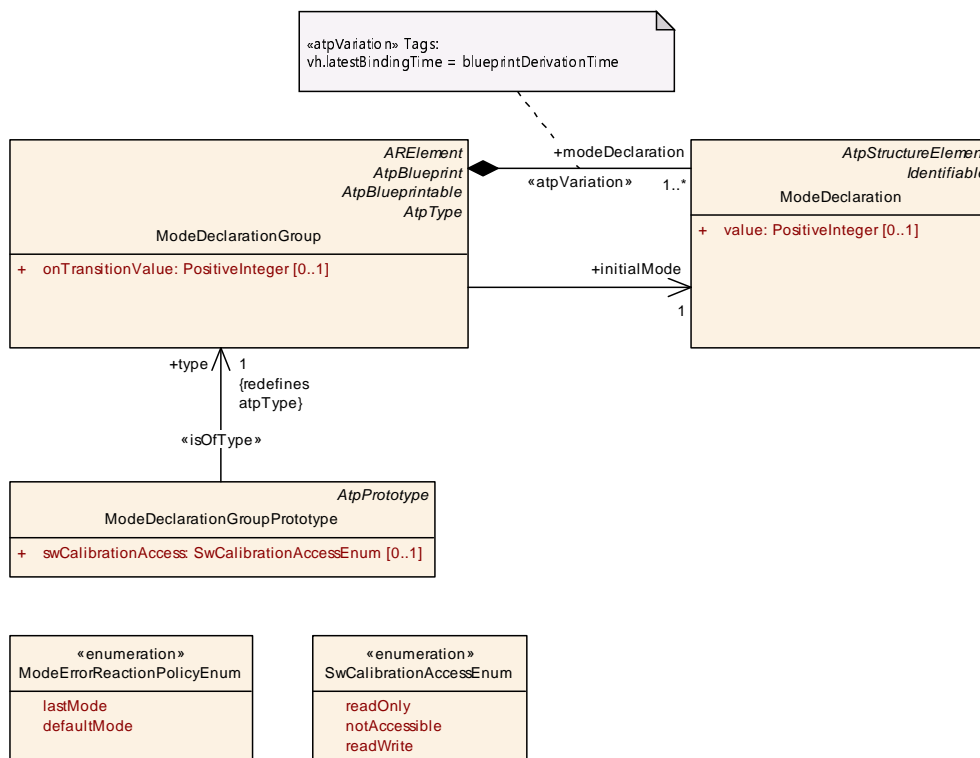 «atpVariation» Tags:
vh.latestBindingTime = blueprintDerivationTime
ARElement
AtpBlueprint
AtpBlueprintable
AtpType
ModeDeclarationGroup
+ onTransitionValue: PositiveInteger [0..1]
+modeDeclaration
«atpVariation»
1..*
AtpStructureElement
Identifiable
ModeDeclaration
+ value: PositiveInteger [0..1]
+initialMode
1
+type
1
{redefines
atpType}
«isOfType»
AtpPrototype
ModeDeclarationGroupPrototype
+ swCalibrationAccess: SwCalibrationAccessEnum [0..1]
«enumeration»
ModeErrorReactionPolicyEnum
lastMode
defaultMode
«enumeration»
SwCalibrationAccessEnum
readOnly
notAccessible
readWrite